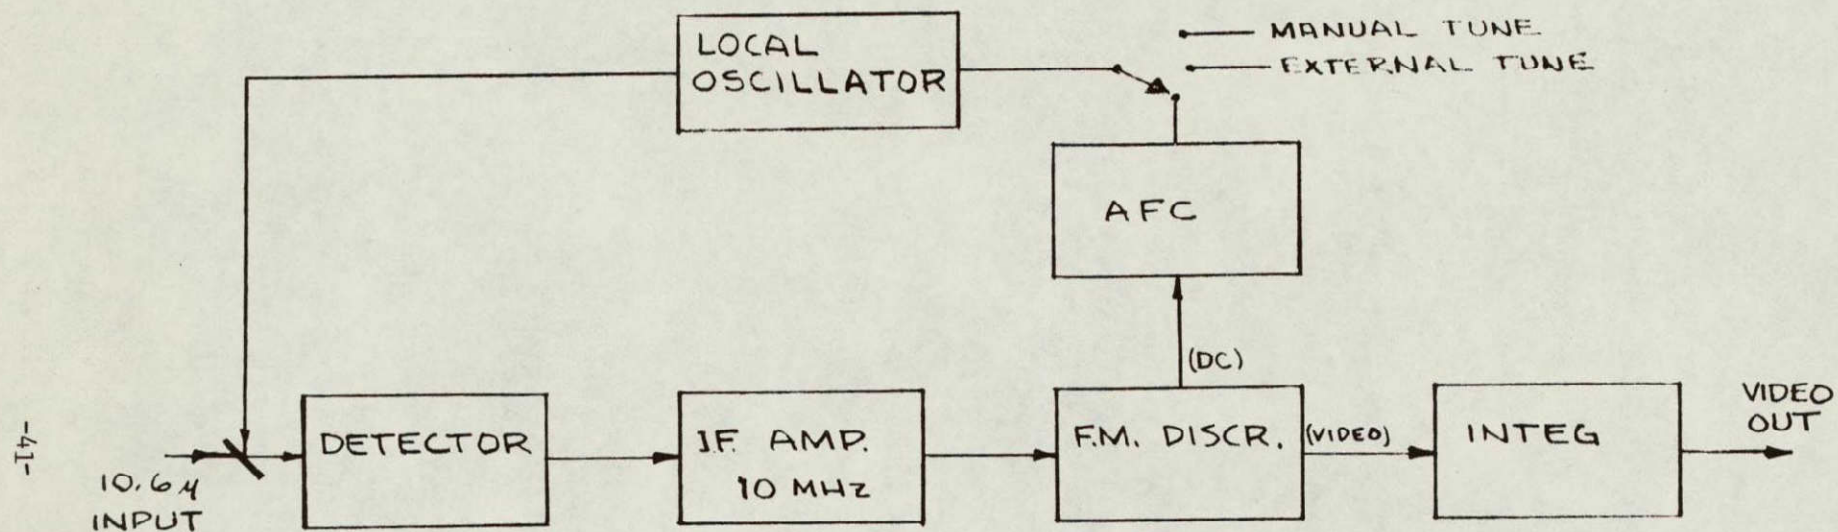 LOCAL
OSCILLATOR
MANUAL TUNE
EXTERNAL TUNE
AFC
(DC)
10.6μ
INPUT
DETECTOR
I.F. AMP.
10 MHz
F.M. DISCR.
(VIDEO)
INTEG
VIDEO
OUT
-41-